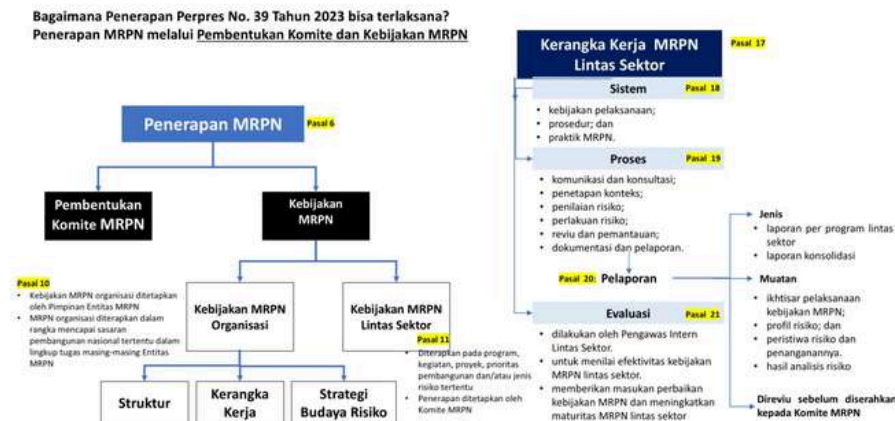 Bagaimana Penerapan Perpres No. 39 Tahun 2023 bisa terlaksana?
Penerapan MRPN melalui Pembentukan Komite dan Kebijakan MRPN
Penerapan MRPN
Pasal 6
Pembentukan
Komite MRPN
Kebijakan
MRPN
Pasal 10
• Kebijakan MRPN organisasi ditetapkan
oleh Pimpinan Entitas MRPN
• MRPN organisasi diterapkan dalam
rangka mencapai sasaran
pembangunan nasional tertentu dalam
lingkup tugas masing-masing Entitas
MRPN
Kebijakan MRPN
Organisasi
Kebijakan MRPN
Lintas Sektor
Pasal 11
• Diterapkan pada program,
kegiatan, proyek, prioritas
pembangunan dan/atau jenis
risiko tertentu
• Penerapan ditetapkan oleh
Komite MRPN
Struktur
Kerangka
Kerja
Strategi
Budaya Risiko
Kerangka Kerja MRPN
Lintas Sektor
Pasal 17
Sistem
Pasal 18
• kebijakan pelaksanaan;
• prosedur; dan
• praktik MRPN.
Proses
Pasal 19
• komunikasi dan konsultasi;
• penetapan konteks;
• penilaian risiko;
• perlakuan risiko;
• reviu dan pemantauan;
• dokumentasi dan pelaporan.
Pasal 20: Pelaporan
Evaluasi
Pasal 21
• dilakukan oleh Pengawas Intern
Lintas Sektor.
• untuk menilai efektivitas kebijakan
MRPN lintas sektor.
• memberikan masukan perbaikan
kebijakan MRPN dan meningkatkan
maturitas MRPN lintas sektor
Jenis
• laporan per program lintas
sektor
• laporan konsolidasi
Muatan
• ikhtisar pelaksanaan
kebijakan MRPN;
• profil risiko; dan
• peristiwa risiko dan
penanganannya.
• hasil analisis risiko
Direviu sebelum diserahkan
kepada Komite MRPN